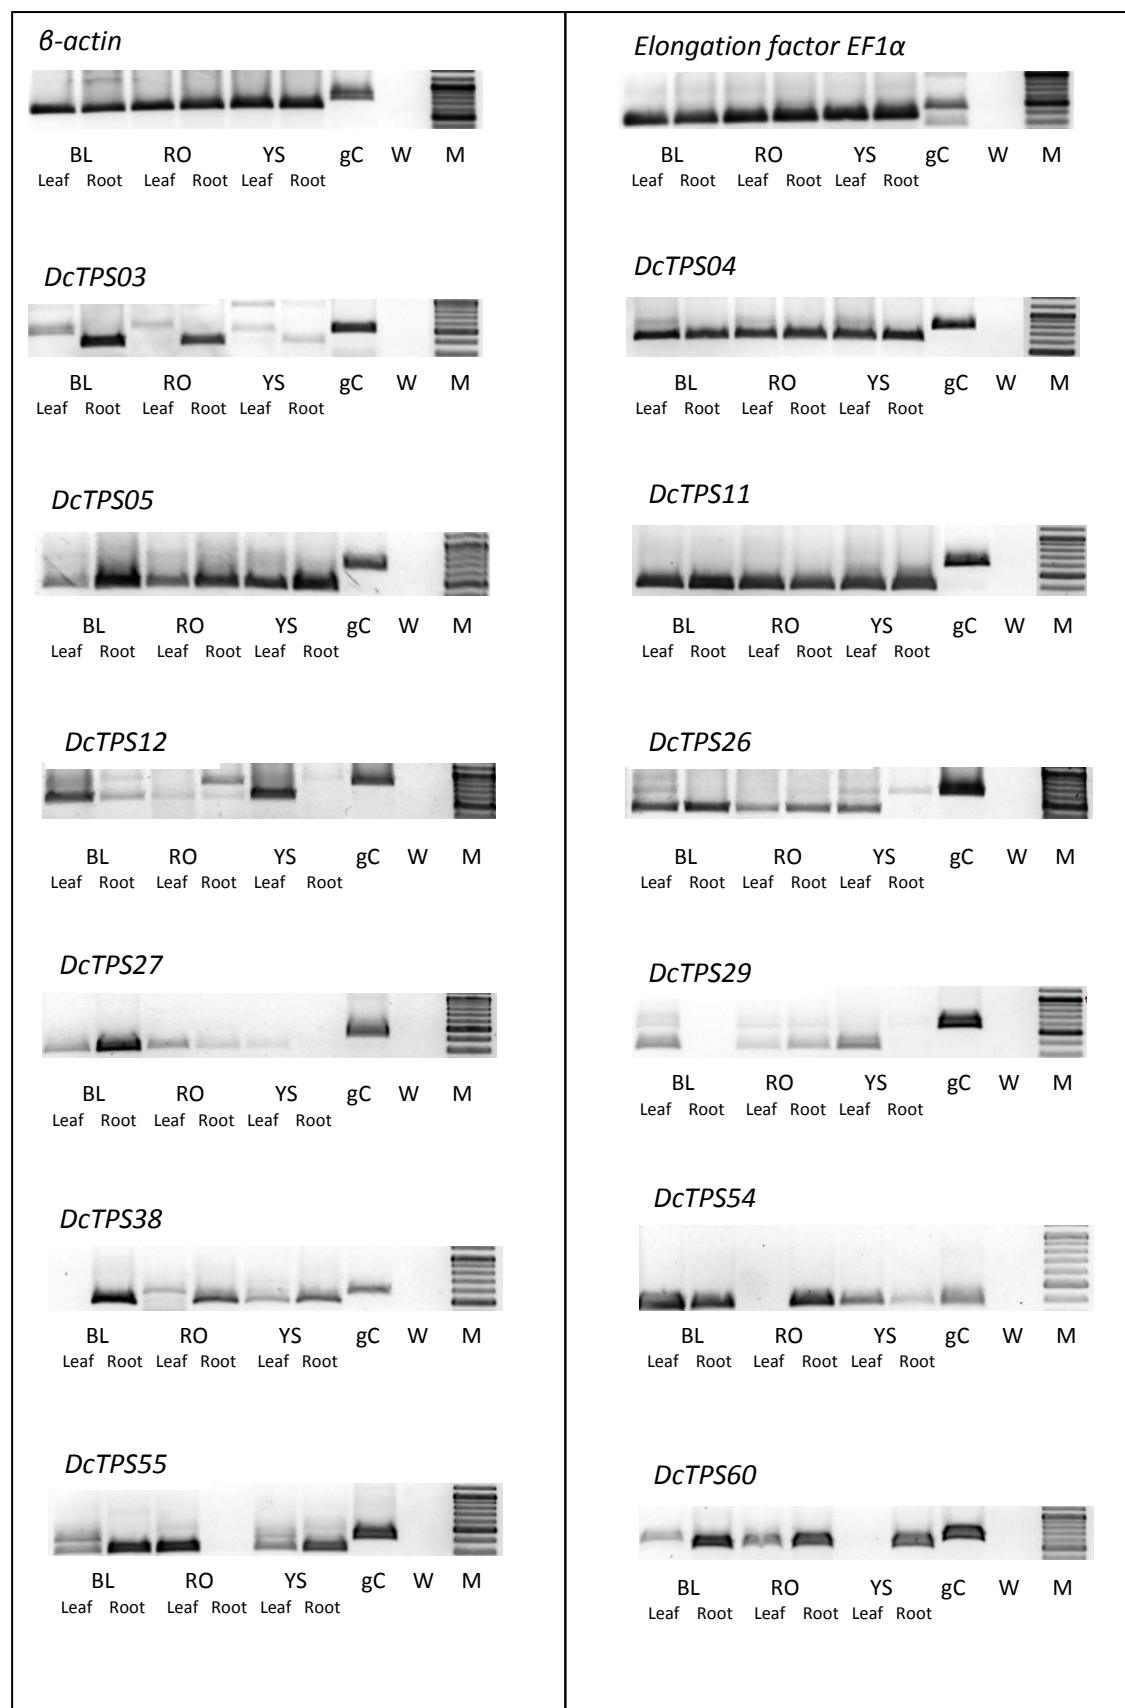 β-actin
BL RO YS gC W M
Leaf Root Leaf Root Leaf Root
DcTPS03
BL RO YS gC W M
Leaf Root Leaf Root Leaf Root
DcTPS05
BL RO YS gC W M
Leaf Root Leaf Root Leaf Root
DcTPS12
BL RO YS gC W M
Leaf Root Leaf Root Leaf Root
DcTPS27
BL RO YS gC W M
Leaf Root Leaf Root Leaf Root
DcTPS38
BL RO YS gC W M
Leaf Root Leaf Root Leaf Root
DcTPS55
BL RO YS gC W M
Leaf Root Leaf Root Leaf Root
Elongation factor EF1α
BL RO YS gC W M
Leaf Root Leaf Root Leaf Root
DcTPS04
BL RO YS gC W M
Leaf Root Leaf Root Leaf Root
DcTPS11
BL RO YS gC W M
Leaf Root Leaf Root Leaf Root
DcTPS26
BL RO YS gC W M
Leaf Root Leaf Root Leaf Root
DcTPS29
BL RO YS gC W M
Leaf Root Leaf Root Leaf Root
DcTPS54
BL RO YS gC W M
Leaf Root Leaf Root Leaf Root
DcTPS60
BL RO YS gC W M
Leaf Root Leaf Root Leaf Root